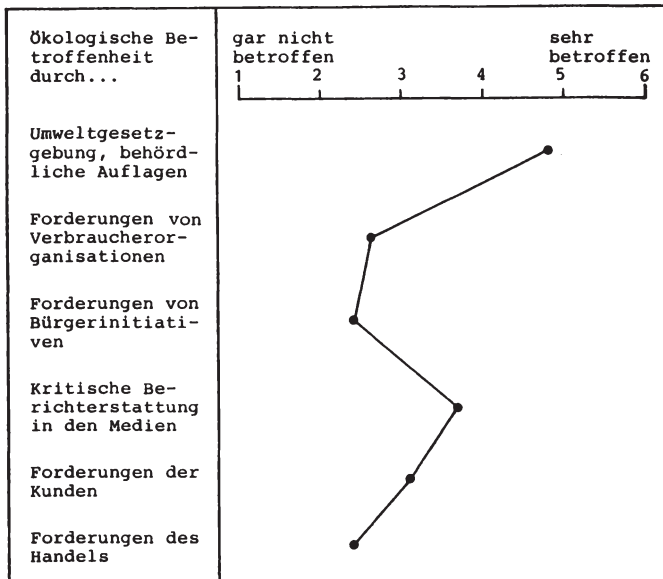 Ökologische Be-
troffenheit
durch...
gar nicht
betroffen
sehr
betroffen
1 2 3 4 5 6
Umweltgesetz-
gebung, behörd-
liche Auflagen
Forderungen von
Verbraucheror-
ganisationen
Forderungen von
Bürgerinitiati-
ven
Kritische Be-
richterstattung
in den Medien
Forderungen der
Kunden
Forderungen des
Handels